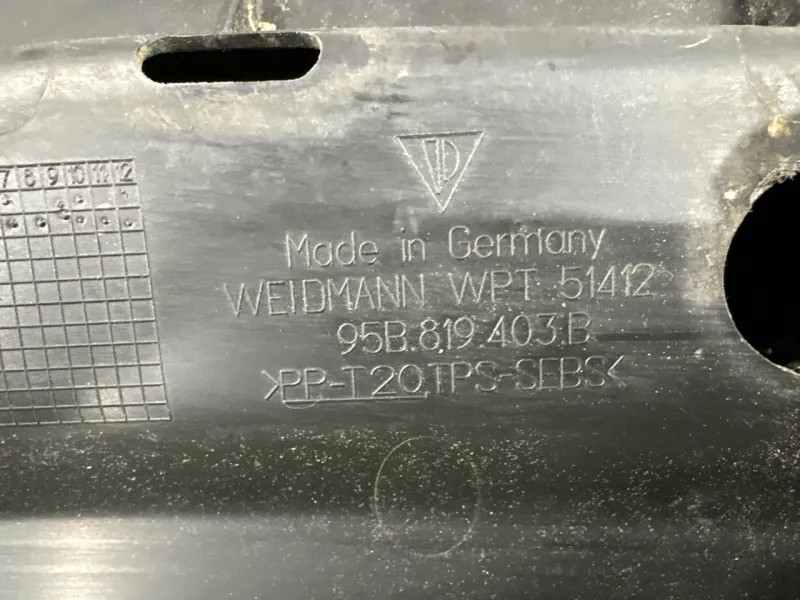 7 8 9 10 11 12
Made in Germany
WEIDMANN WPT 51412
95B.819.403.B
>PP-T20,TPS-SEBS<